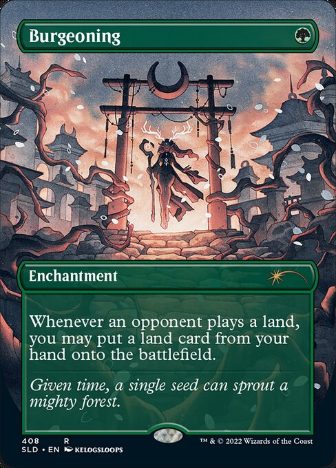 Burgeoning
Enchantment
Whenever an opponent plays a land,
you may put a land card from your
hand onto the battlefield.
Given time, a single seed can sprout a
mighty forest.
408 R
SLD • EN KELOGSLOOPS
™ & © 2022 Wizards of the Coast